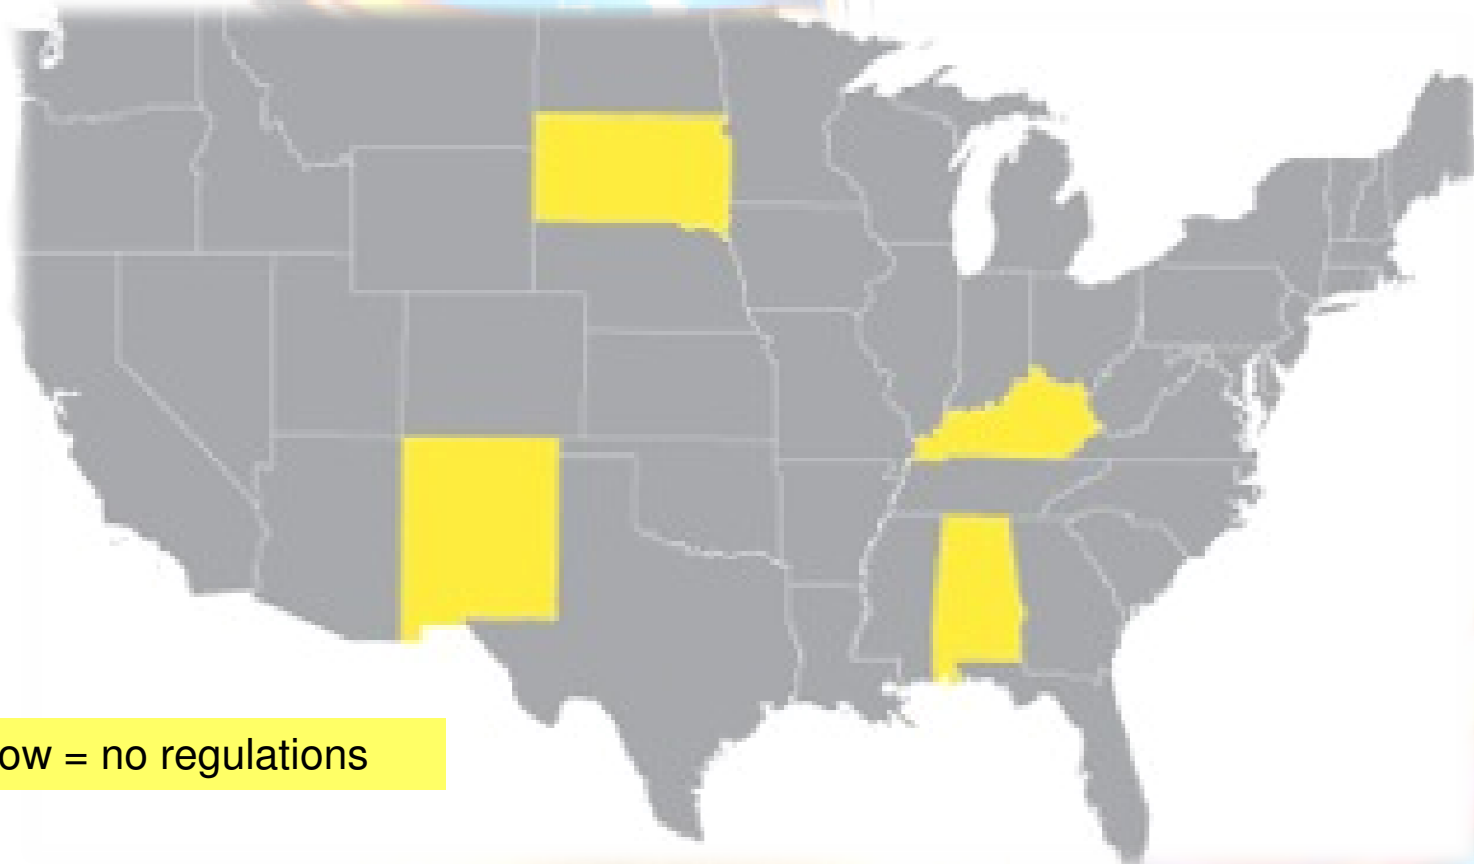 ow = no regulations